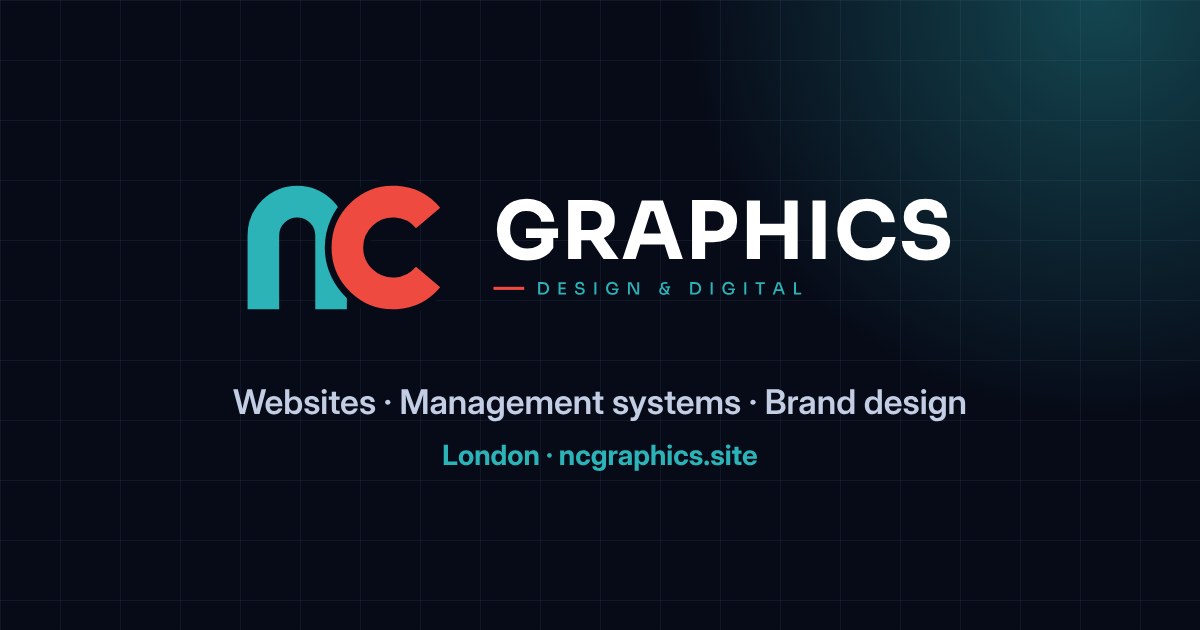 nc GRAPHICS
DESIGN & DIGITAL
Websites · Management systems · Brand design
London · ncgraphics.site